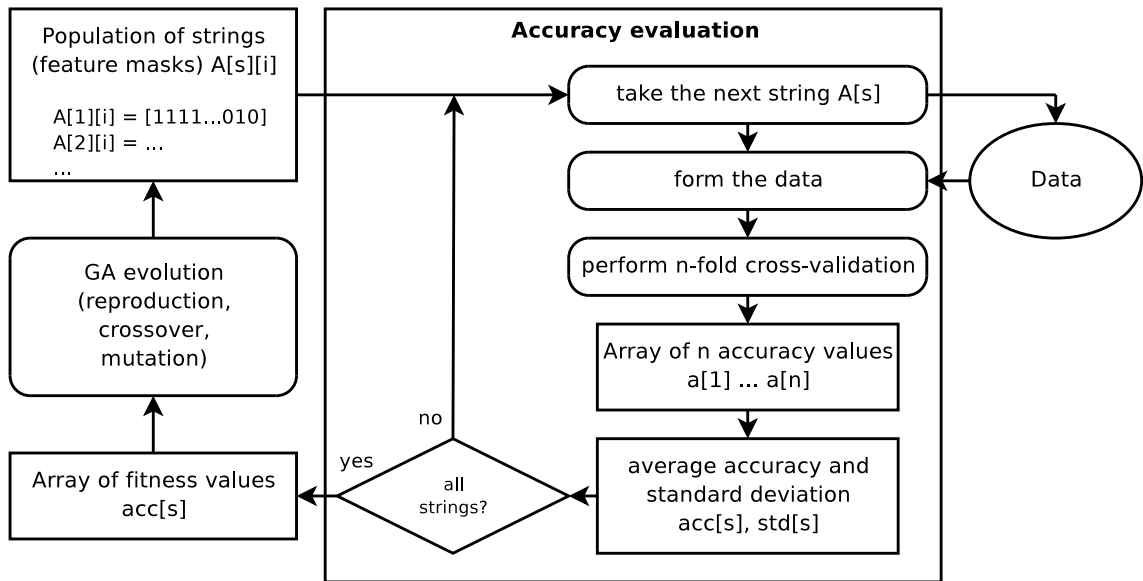 Population of strings
(feature masks) A[s][i]
A[1][i] = [1111...010]
A[2][i] = ...
...
Accuracy evaluation
take the next string A[s]
form the data
Data
perform n-fold cross-validation
GA evolution
(reproduction,
crossover,
mutation)
Array of n accuracy values
a[1] ... a[n]
no
yes
all
strings?
average accuracy and
standard deviation
acc[s], std[s]
Array of fitness values
acc[s]